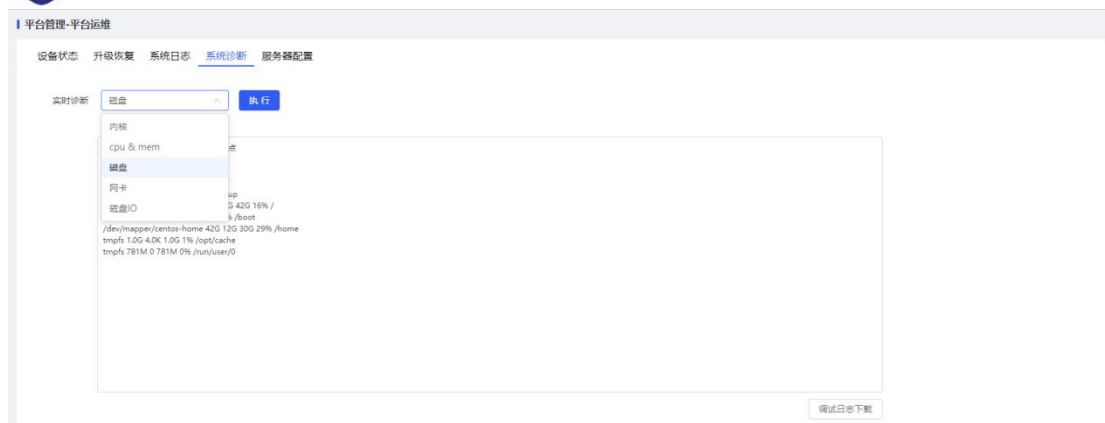 平台管理-平台运维
设备状态 升级恢复 系统日志 系统诊断 服务器配置
实时诊断 磁盘 执行
内核
cpu & mem 点
磁盘
网卡
up
磁盘IO G 42G 16% /
% /boot
/dev/mapper/centos-home 42G 12G 30G 29% /home
tmpfs 1.0G 4.0K 1.0G 1% /opt/cache
tmpfs 781M 0 781M 0% /run/user/0
调试日志下载